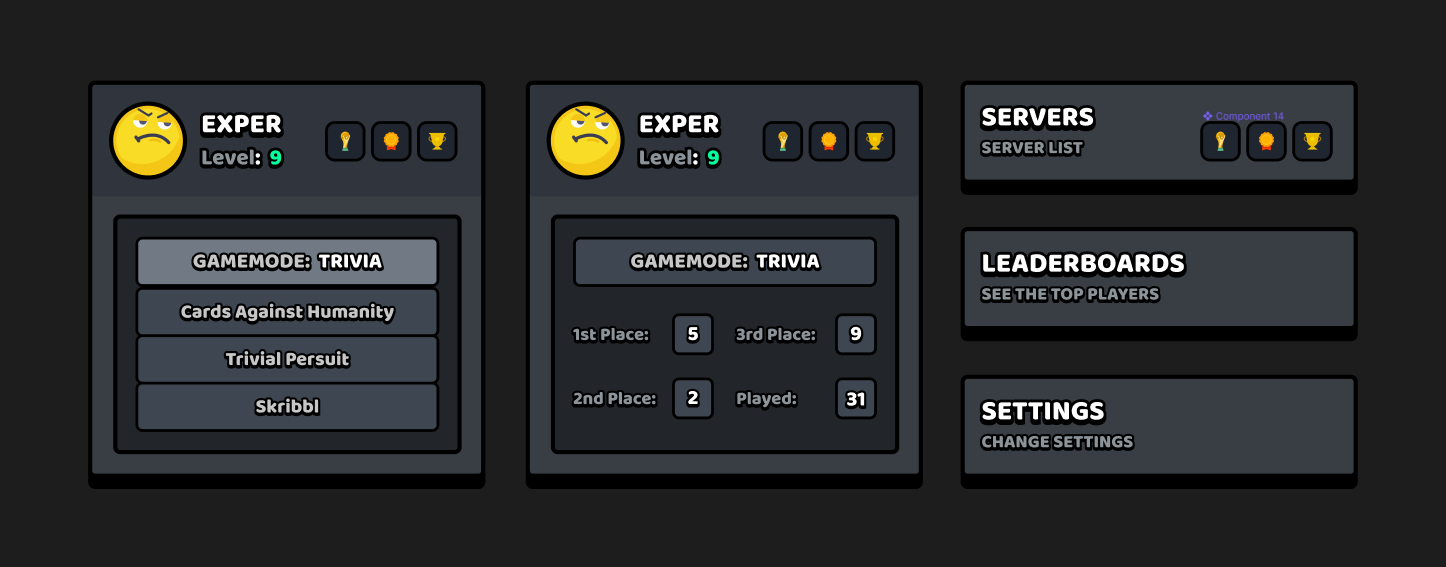 EXPER
Level: 9
GAMEMODE: TRIVIA
Cards Against Humanity
Trivial Persuit
Skribbl
EXPER
Level: 9
GAMEMODE: TRIVIA
1st Place: 5 3rd Place: 9
2nd Place: 2 Played: 31
SERVERS
SERVER LIST
Component 14
LEADERBOARDS
SEE THE TOP PLAYERS
SETTINGS
CHANGE SETTINGS